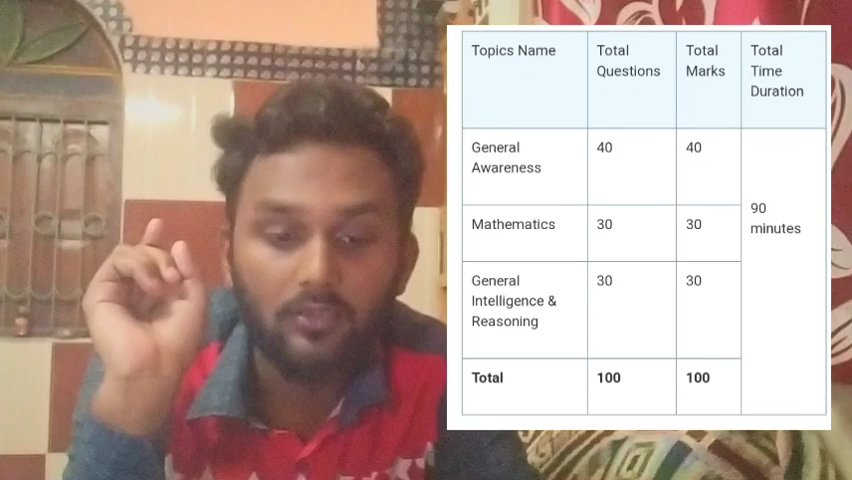 Topics Name
Total Questions
Total Marks
Total Time Duration
General Awareness
40
40
90 minutes
Mathematics
30
30
General Intelligence & Reasoning
30
30
Total
100
100